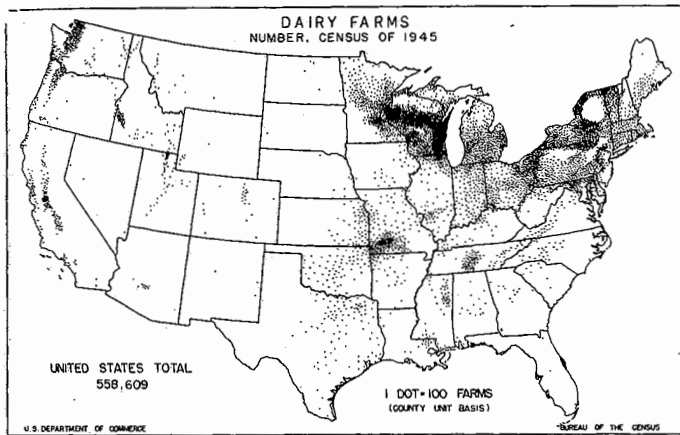 DAIRY FARMS
NUMBER, CENSUS OF 1945
UNITED STATES TOTAL
558,609
1 DOT=100 FARMS
(COUNTY UNIT BASIS)
U.S. DEPARTMENT OF COMMERCE
BUREAU OF THE CENSUS